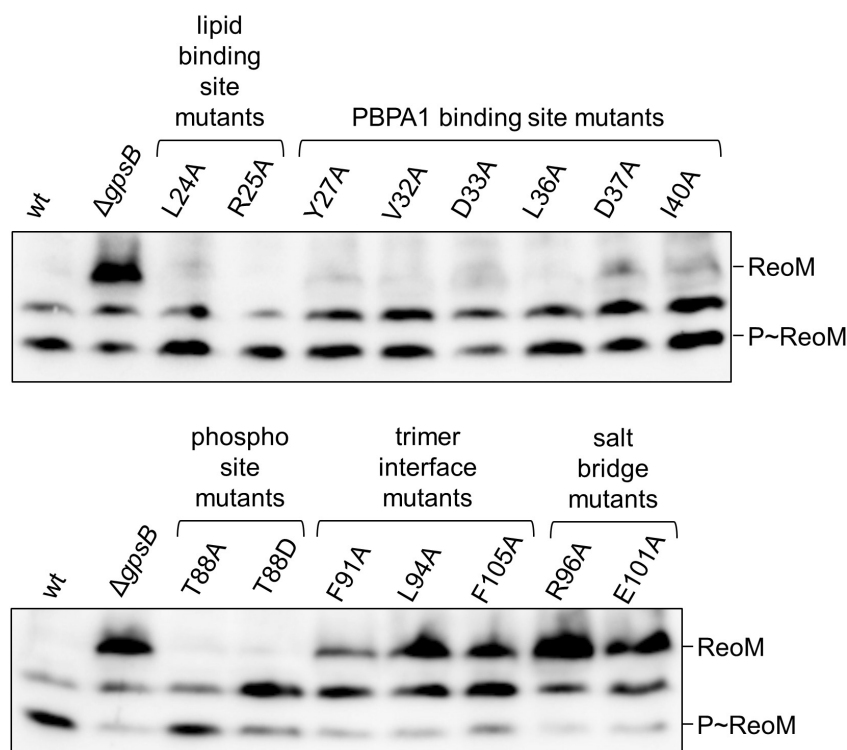 lipid
binding
site
mutants
PBPA1 binding site mutants
wt
ΔgpsB
L24A
R25A
Y27A
V32A
D33A
L36A
D37A
I40A
ReoM
P~ReoM
phospho
site
mutants
trimer
interface
mutants
salt
bridge
mutants
wt
ΔgpsB
T88A
T88D
F91A
L94A
F105A
R96A
E101A
ReoM
P~ReoM